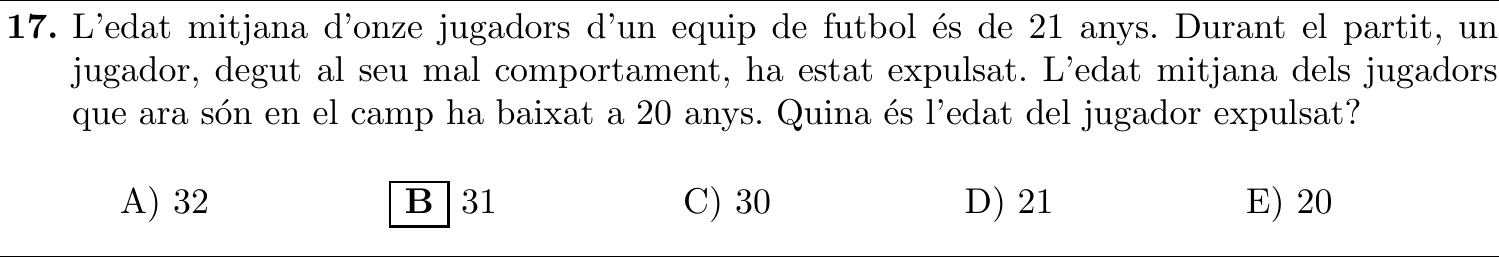 17. L'edat mitjana d'onze jugadors d'un equip de futbol és de 21 anys. Durant el partit, un
jugador, degut al seu mal comportament, ha estat expulsat. L'edat mitjana dels jugadors
que ara són en el camp ha baixat a 20 anys. Quina és l'edat del jugador expulsat?
A) 32 B 31 C) 30 D) 21 E) 20